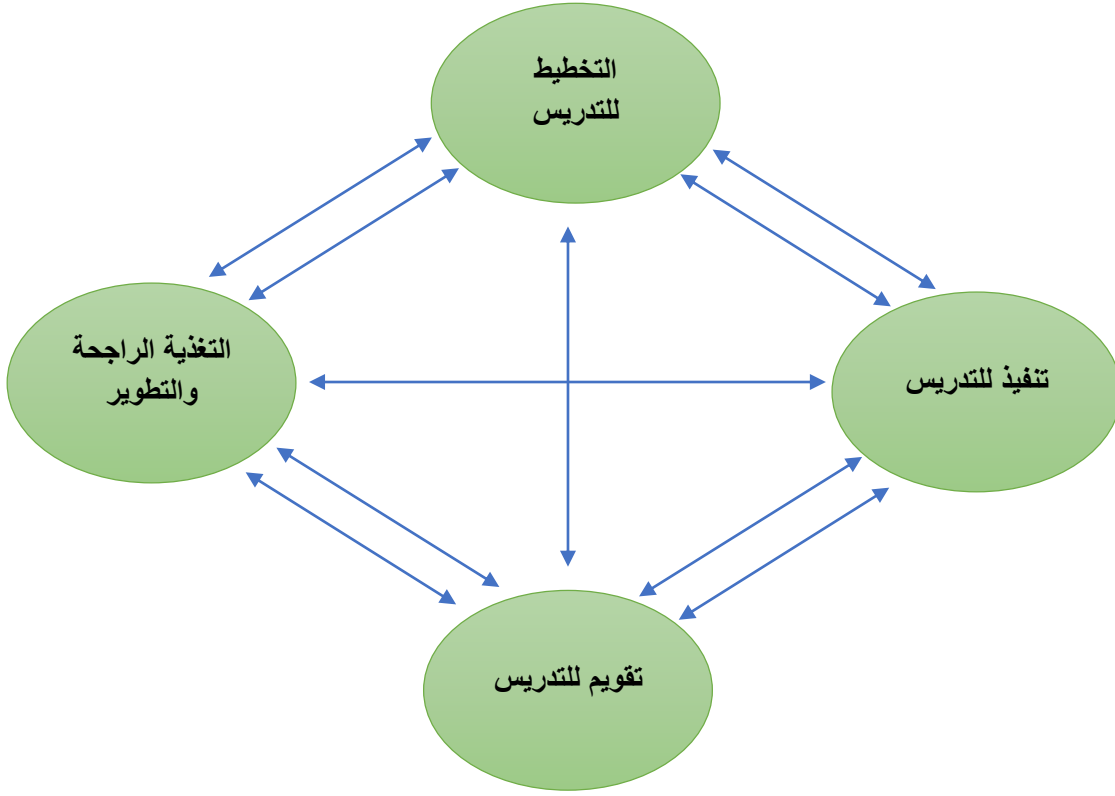 التخطيط
للتدريس
التغذية الراجحة
والتطوير
تنفيذ للتدريس
تقويم للتدريس